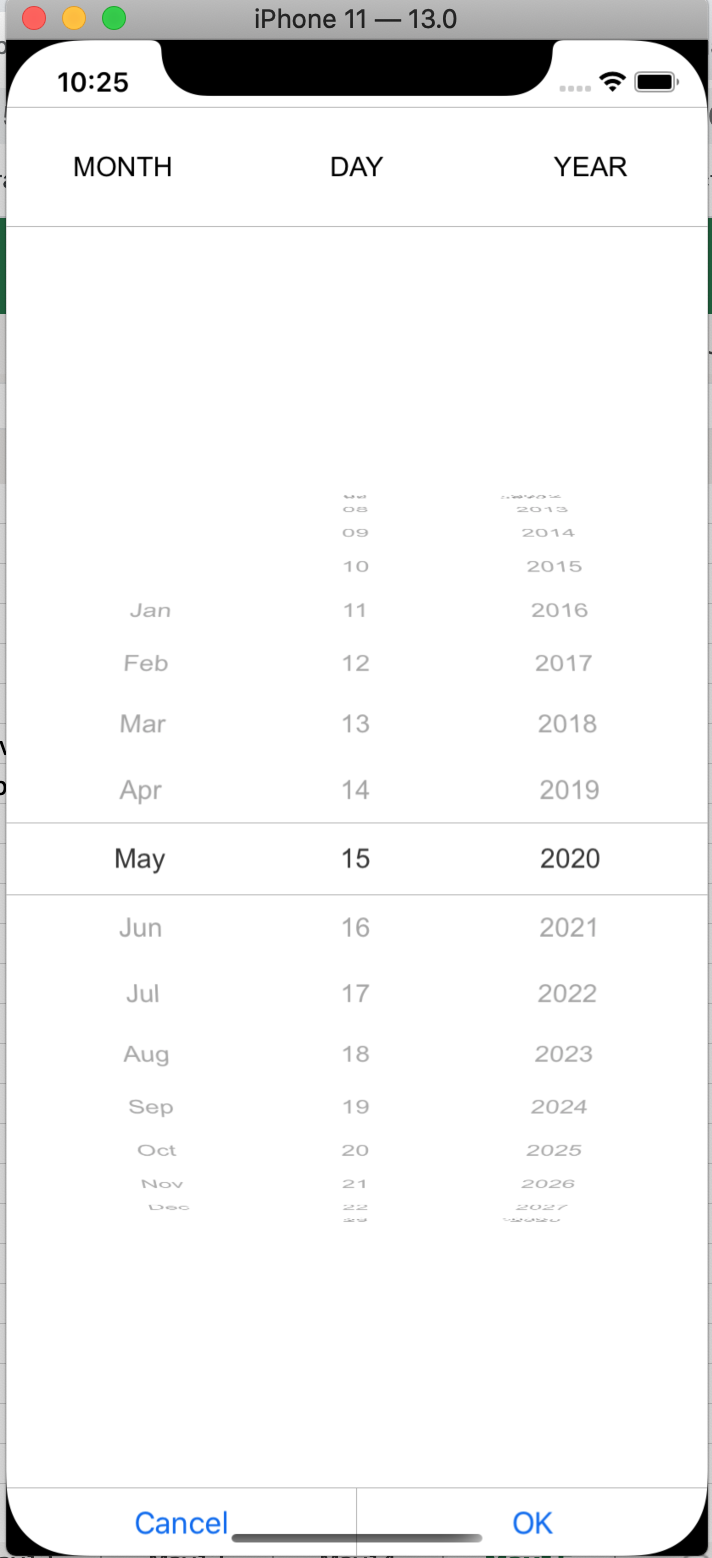 iPhone 11 — 13.0
10:25
MONTH DAY YEAR
08 2013
09 2014
10 2015
Jan 11 2016
Feb 12 2017
Mar 13 2018
Apr 14 2019
May 15 2020
Jun 16 2021
Jul 17 2022
Aug 18 2023
Sep 19 2024
Oct 20 2025
Nov 21 2026
Dec 22 2027
Cancel OK